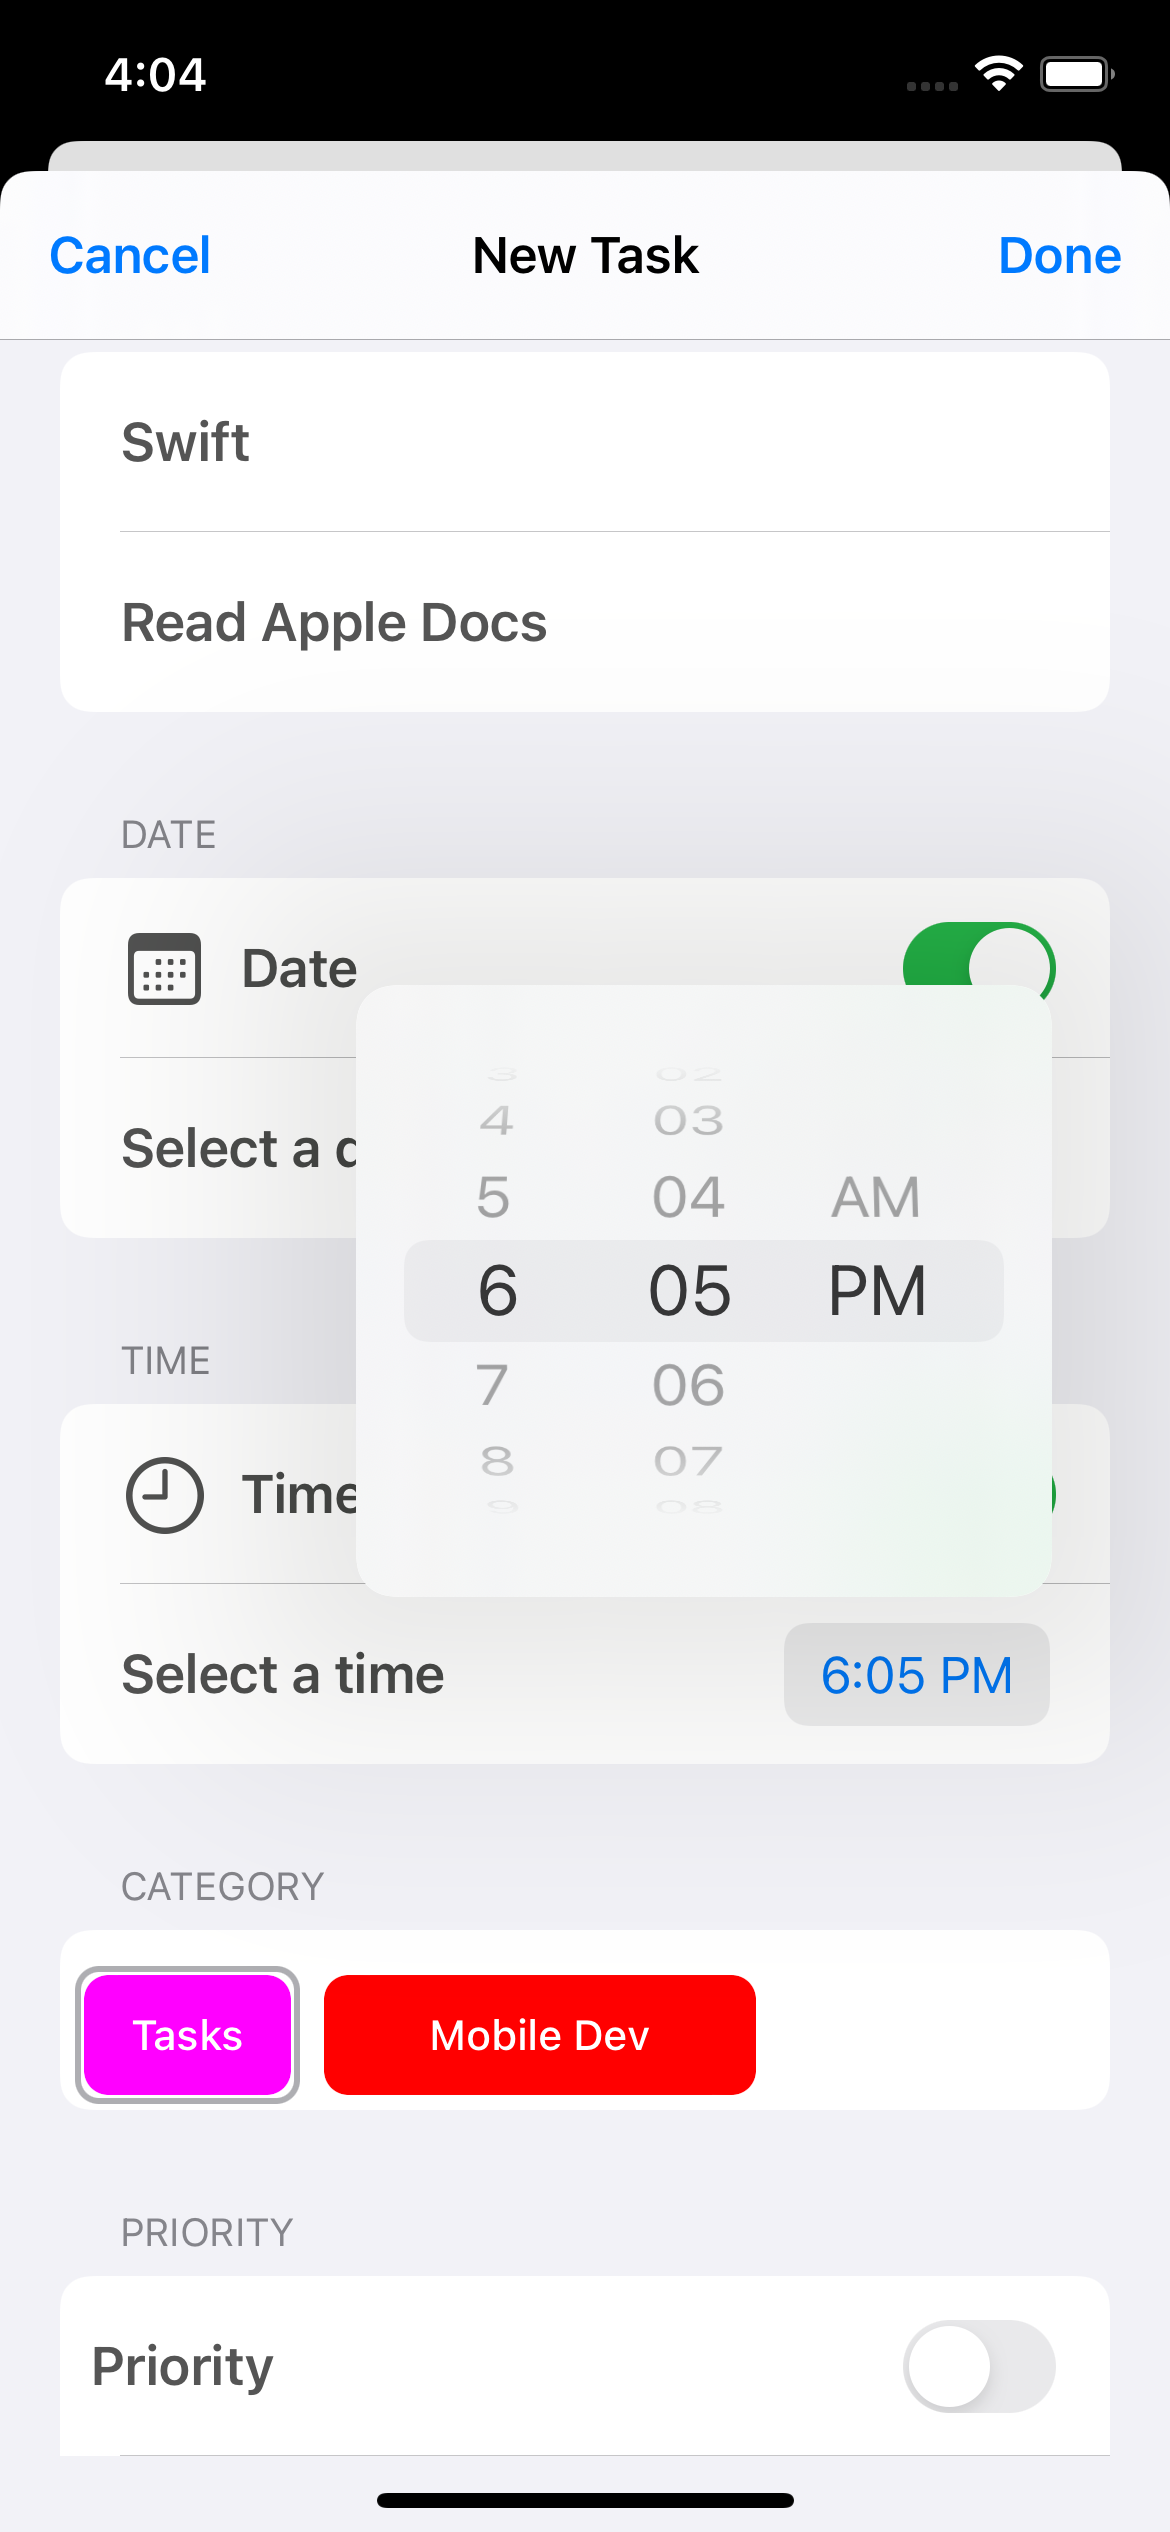 4:04
Cancel New Task Done
Swift
Read Apple Docs
DATE
Date
Select a d
3 02
4 03
5 04 AM
6 05 PM
7 06
8 07
9 08
TIME
Time
Select a time 6:05 PM
CATEGORY
Tasks Mobile Dev
PRIORITY
Priority